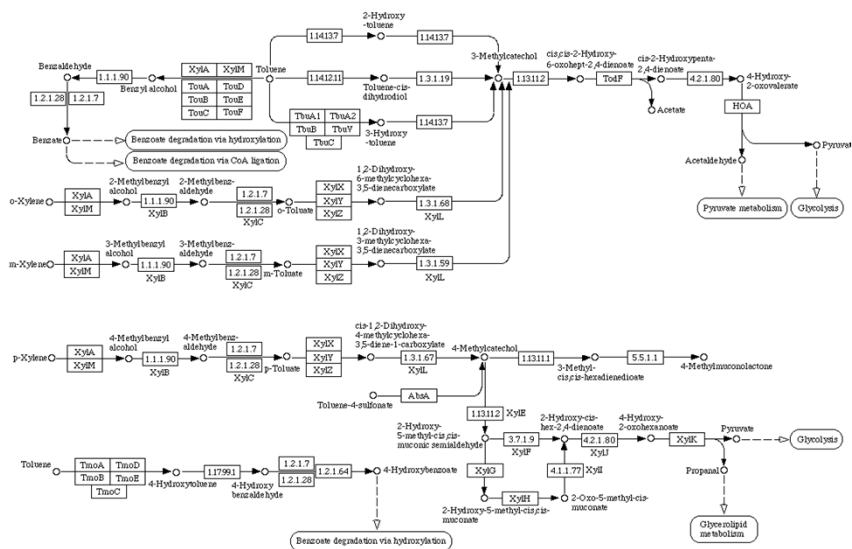 2-Hydroxy
-toluene
1.14.13.7
1.14.13.7
3-Methylcatechol
cis,cis-2-Hydroxy-
6-oxohept-2,4-dienoate
cis-2-Hydroxypenta-
2,4-dienoate
Benzaldehyde
1.1.1.90
Benzyl alcohol
XylA
XylM
Toluene
TouA
TouD
TouB
TouE
TouC
TouF
1.14.12.11
Toluene-cis-
dihydrodiol
1.3.1.19
1.13.11.2
TodF
4.2.1.80
4-Hydroxy-
2-oxovalerate
Acetate
1.2.1.28
1.2.1.7
TbuA1
TbuA2
TbuB
TbuV
TbuC
3-Hydroxy-
toluene
1.14.13.7
HOA
Benzoate
Benzoate degradation via hydroxylation
Benzoate degradation via CoA ligation
Acetaldehyde
Pyruvat
Pyruvate metabolism
Glycolysis
o-Xylene
XylA
XylM
2-Methylbenzyl
alcohol
1.1.1.90
XylB
2-Methylbenz-
aldehyde
1.2.1.7
1.2.1.28
XylC
o-Toluate
XylX
XylY
XylZ
1,2-Dihydroxy-
6-methylcyclohexa-
3,5-dienecarboxylate
1.3.1.68
XylL
m-Xylene
XylA
XylM
3-Methylbenzyl
alcohol
1.1.1.90
XylB
3-Methylbenz-
aldehyde
1.2.1.7
1.2.1.28
XylC
m-Toluate
XylX
XylY
XylZ
1,2-Dihydroxy-
3-methylcyclohexa-
3,5-dienecarboxylate
1.3.1.59
XylL
p-Xylene
XylA
XylM
4-Methylbenzyl
alcohol
1.1.1.90
XylB
4-Methylbenz-
aldehyde
1.2.1.7
1.2.1.28
XylC
p-Toluate
XylX
XylY
XylZ
cis-1,2-Dihydroxy-
4-methylcyclohexa-
3,5-diene-1-carboxylate
1.3.1.67
XylL
4-Methylcatechol
1.13.11.1
3-Methyl-
cis,cis-hexadienedioate
5.5.1.1
4-Methylmuconolactone
Toluene-4-sulfonate
AbsA
1.13.11.2
XylE
2-Hydroxy-
5-methyl-cis,cis-
muconic semialdehyde
3.7.1.9
XylF
2-Hydroxy-cis-
hex-2,4-dienoate
4.2.1.80
XylJ
4-Hydroxy-
2-oxohexanoate
XylK
Pyruvate
Glycolysis
Propanal
Glycerolipid
metabolism
XylG
4.1.1.77
XylI
XylH
2-Hydroxy-5-methyl-cis,cis-
muconate
2-Oxo-5-methyl-cis-
muconate
Toluene
TmoA
TmoD
TmoB
TmoE
TmoC
4-Hydroxytoluene
1.17.99.1
4-Hydroxy
benzaldehyde
1.2.1.7
1.2.1.28
1.2.1.64
4-Hydroxybenzoate
Benzoate degradation via hydroxylation